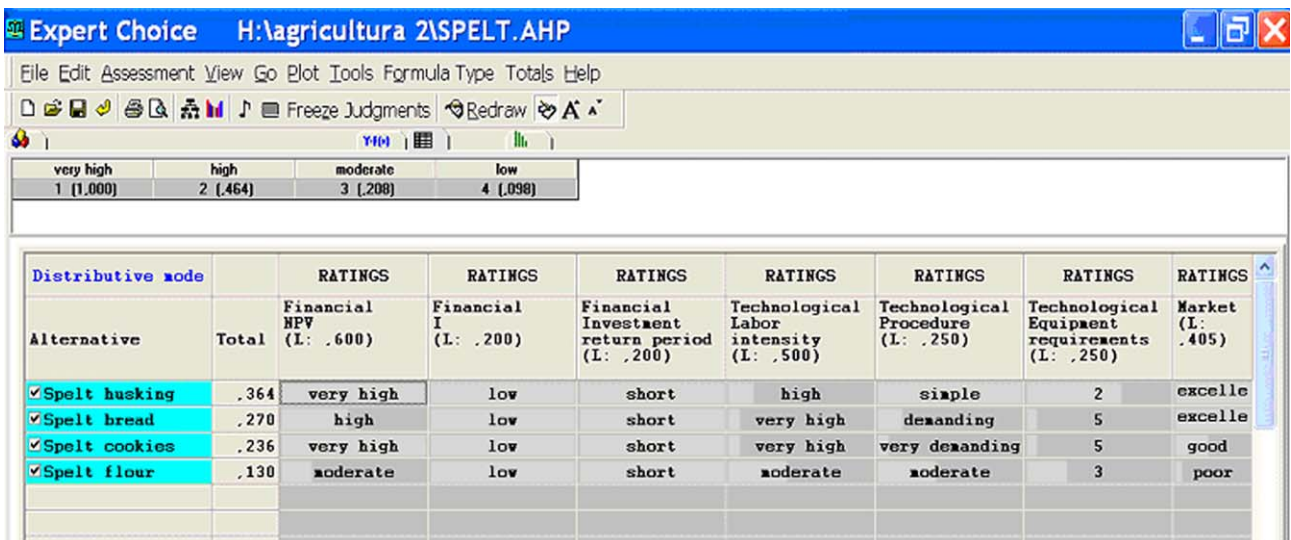 Expert Choice H:\agricultura 2\SPELT.AHP
File Edit Assessment View Go Plot Tools Formula Type Totals Help
Freeze Judgments Redraw A A
Y=f(x)
very high high moderate low
1 (1,000) 2 (,464) 3 (,208) 4 (,098)
Distributive mode RATINGS RATINGS RATINGS RATINGS RATINGS RATINGS RATINGS
Financial Financial Financial Technological Technological Technological Market
NPV I Investment Labor Procedure Equipment (L:
Alternative Total (L: ,600) (L: ,200) return period intensity (L: ,250) requirements ,405)
(L: ,200) (L: ,500) (L: ,250)
Spelt husking ,364 very high low short high simple 2 excelle
Spelt bread ,270 high low short very high demanding 5 excelle
Spelt cookies ,236 very high low short very high very demanding 5 good
Spelt flour ,130 moderate low short moderate moderate 3 poor